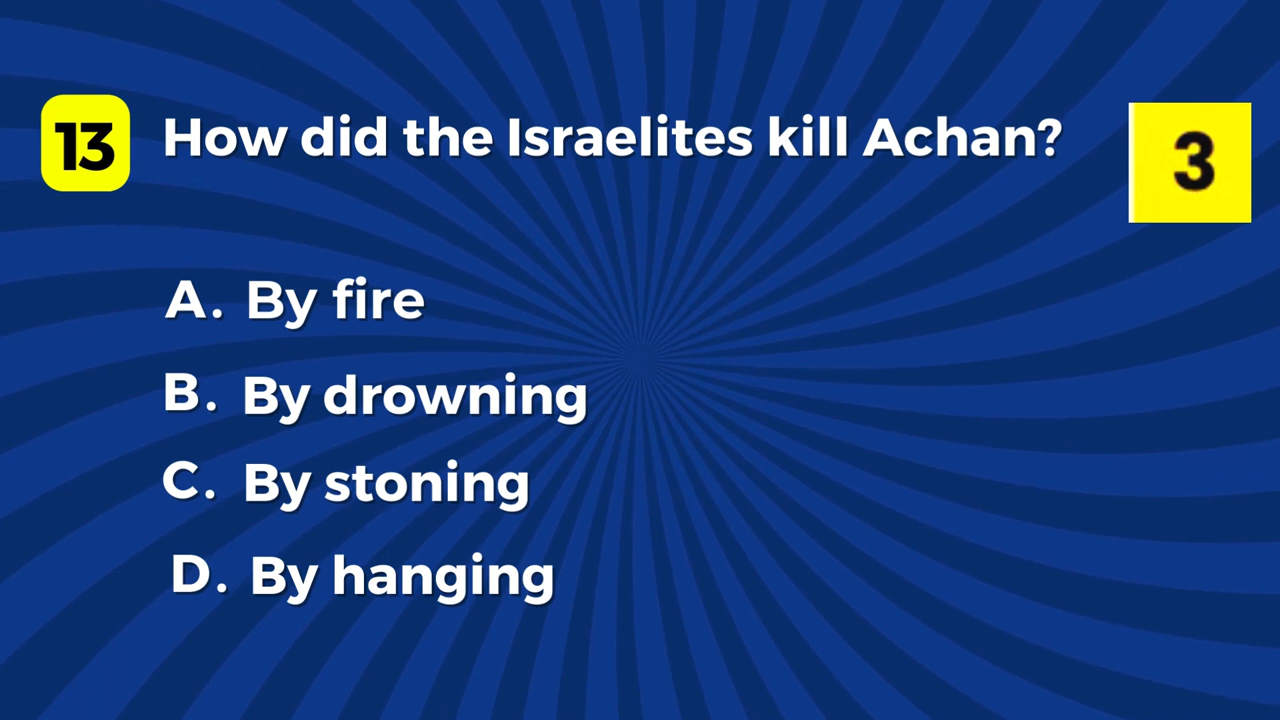 13 How did the Israelites kill Achan? 3
A. By fire
B. By drowning
C. By stoning
D. By hanging